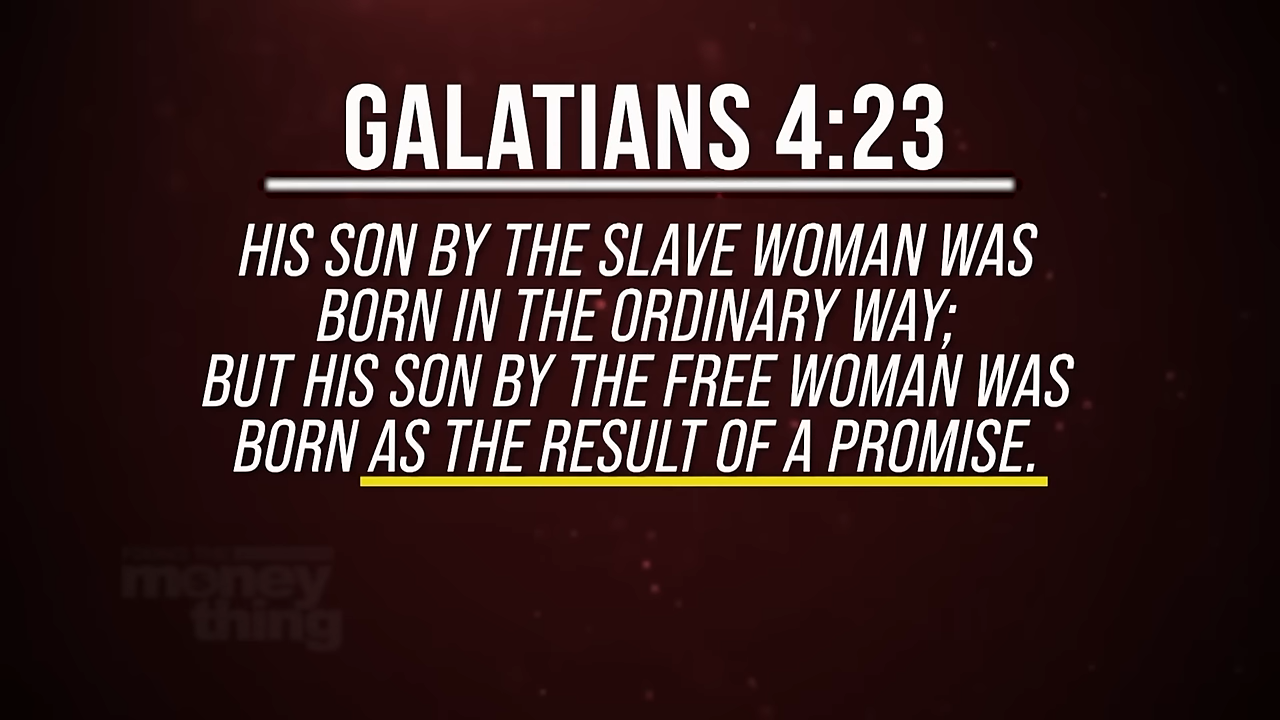 GALATIANS 4:23
HIS SON BY THE SLAVE WOMAN WAS
BORN IN THE ORDINARY WAY;
BUT HIS SON BY THE FREE WOMAN WAS
BORN AS THE RESULT OF A PROMISE.
money
thing